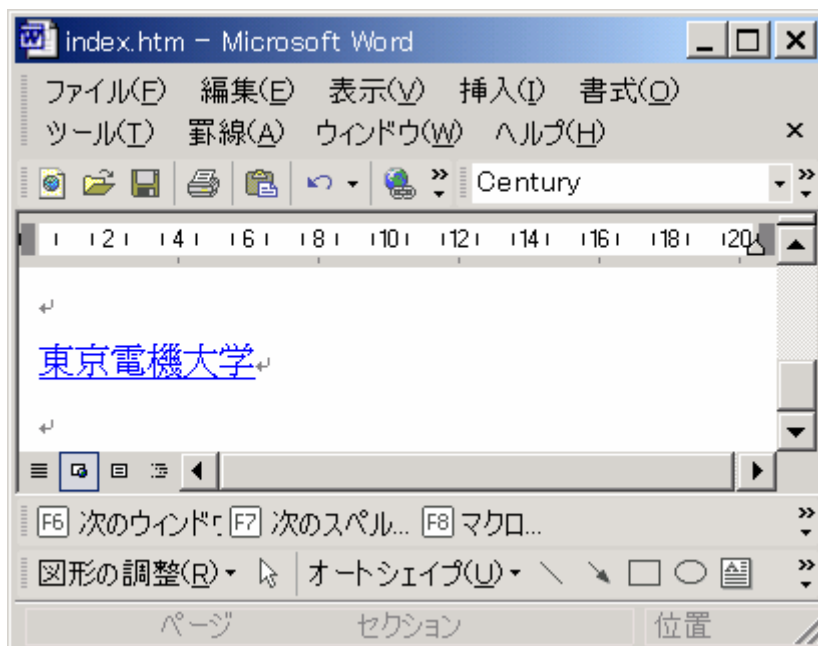 index.htm - Microsoft Word
ファイル(F) 編集(E) 表示(V) 挿入(I) 書式(O)
ツール(T) 罫線(A) ウィンドウ(W) ヘルプ(H)
Century
2 4 6 8 10 12 14 16 18 20
東京電機大学
F6 次のウィンドウ F7 次のスペル... F8 マクロ...
図形の調整(R) オートシェイプ(U)
ページ セクション 位置